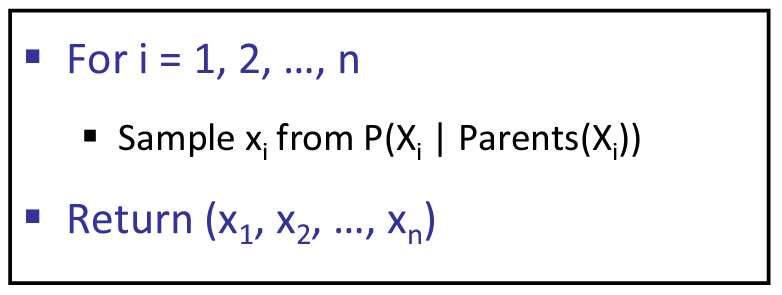 ▪ For i = 1, 2, …, n
▪ Sample xᵢ from P(Xᵢ | Parents(Xᵢ))
▪ Return (x₁, x₂, …, xₙ)